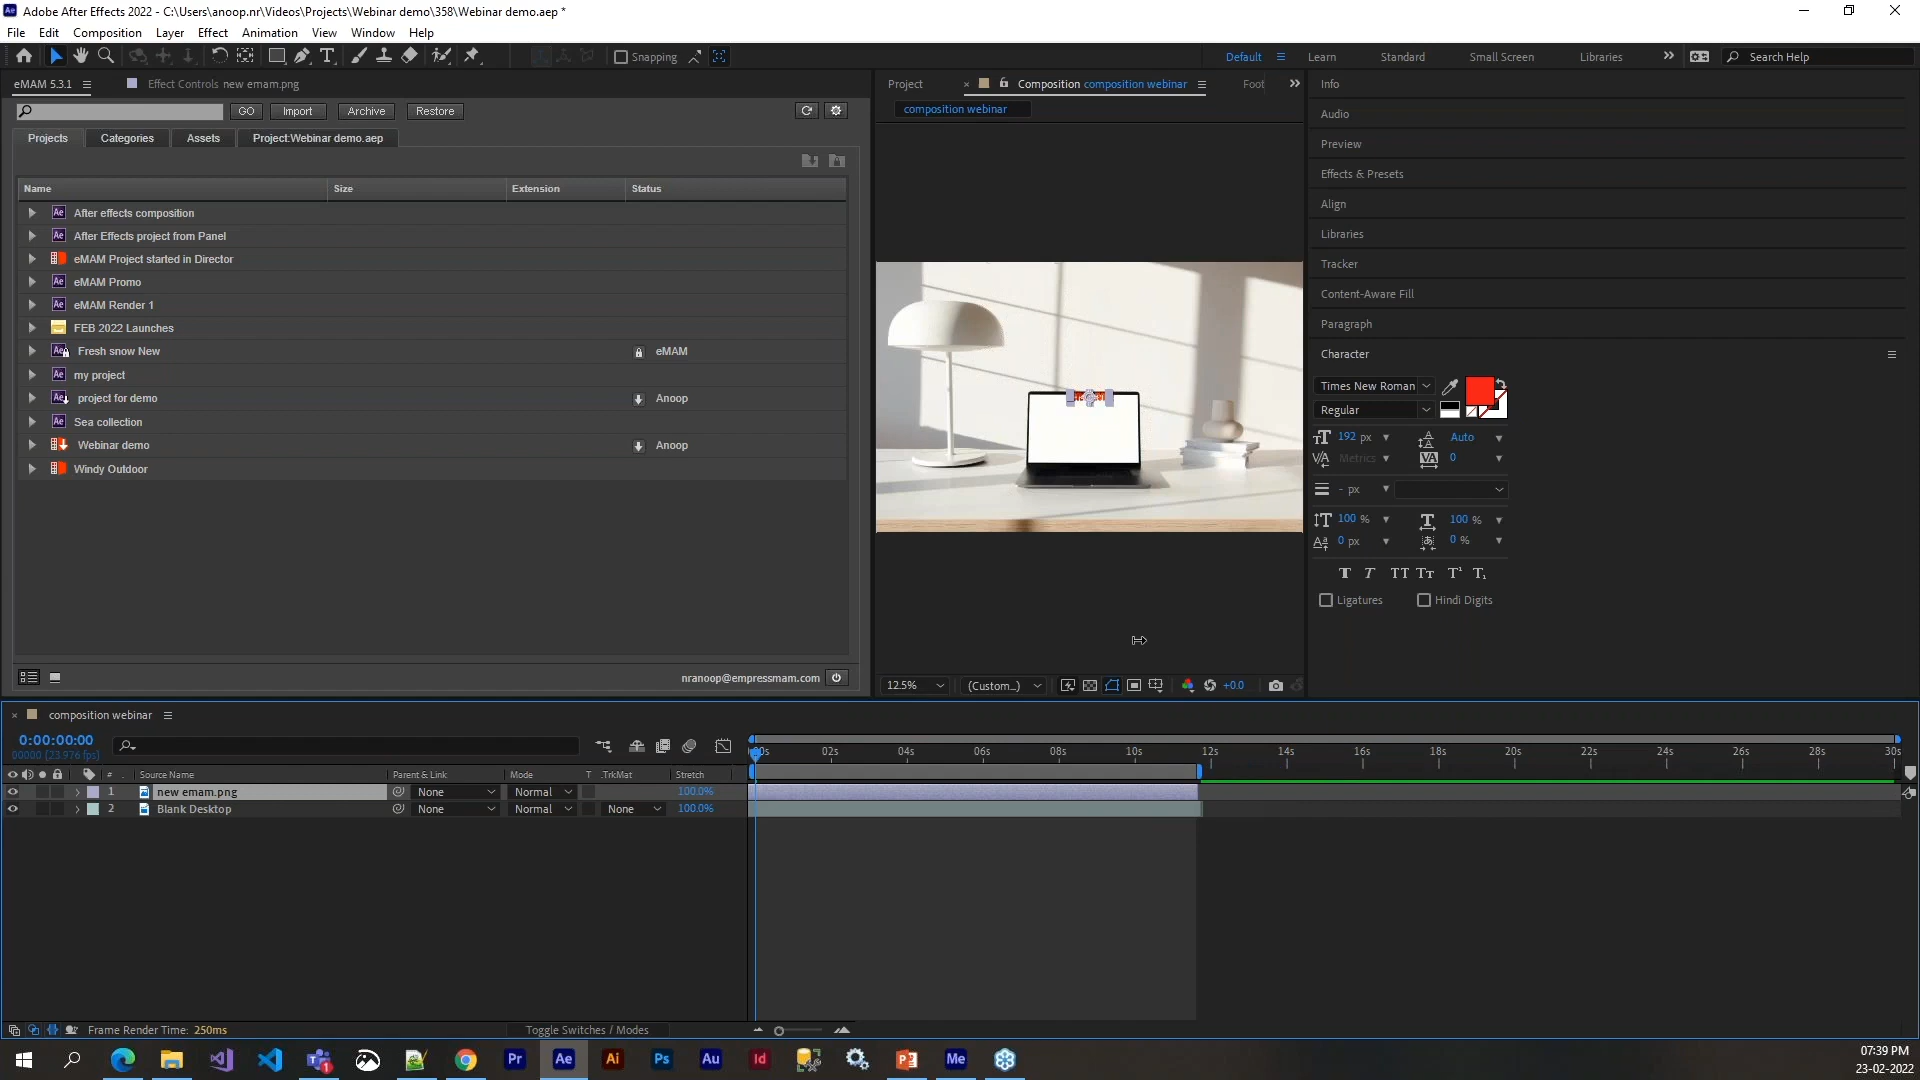 Adobe After Effects 2022 - C:\Users\anoop.nr\Videos\Projects\Webinar demo\358\Webinar demo.aep *
File Edit Composition Layer Effect Animation View Window Help
Snapping Default Learn Standard Small Screen Libraries Search Help
eMAM 5.3.1 Effect Controls new emam.png
GO Import Archive Restore
Projects Categories Assets Project:Webinar demo.aep
Name Size Extension Status
After effects composition
After Effects project from Panel
eMAM Project started in Director
eMAM Promo
eMAM Render 1
FEB 2022 Launches
Fresh snow New eMAM
my project
project for demo Anoop
Sea collection
Webinar demo Anoop
Windy Outdoor
nranoop@empressmam.com
Project Composition composition webinar Foot
composition webinar
12.5% (Custom...) +0.0
Info
Audio
Preview
Effects & Presets
Align
Libraries
Tracker
Content-Aware Fill
Paragraph
Character
Times New Roman
Regular
192 px Auto
Metrics 0
- px
100 % 100 %
0 px 0 %
Ligatures Hindi Digits
composition webinar
0:00:00:00
00000 (23.976 fps)
# Source Name Parent & Link Mode T .TrkMat Stretch
1 new emam.png None Normal 100.0%
2 Blank Desktop None Normal None 100.0%
02s 04s 06s 08s 10s 12s 14s 16s 18s 20s 22s 24s 26s 28s 30s
Frame Render Time: 250ms Toggle Switches / Modes
Pr Ae Ai Ps Au Id Me
07:39 PM
23-02-2022